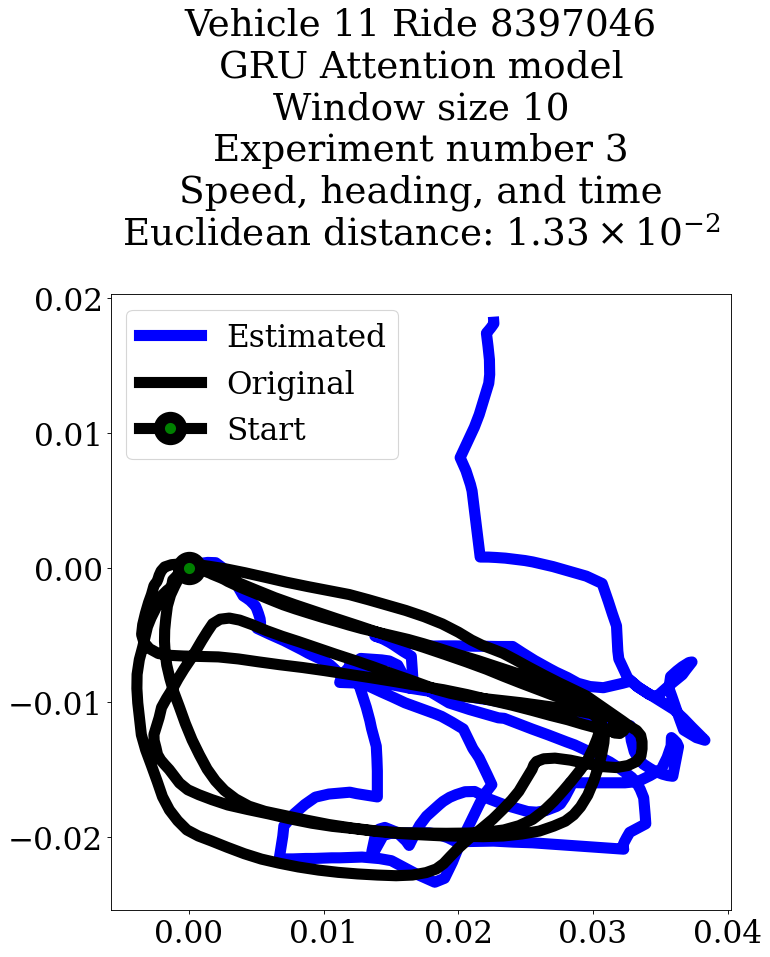 Vehicle 11 Ride 8397046
GRU Attention model
Window size 10
Experiment number 3
Speed, heading, and time
Euclidean distance: 1.33 × 10⁻²
0.02
0.01
0.00
−0.01
−0.02
Estimated
Original
Start
0.00 0.01 0.02 0.03 0.04